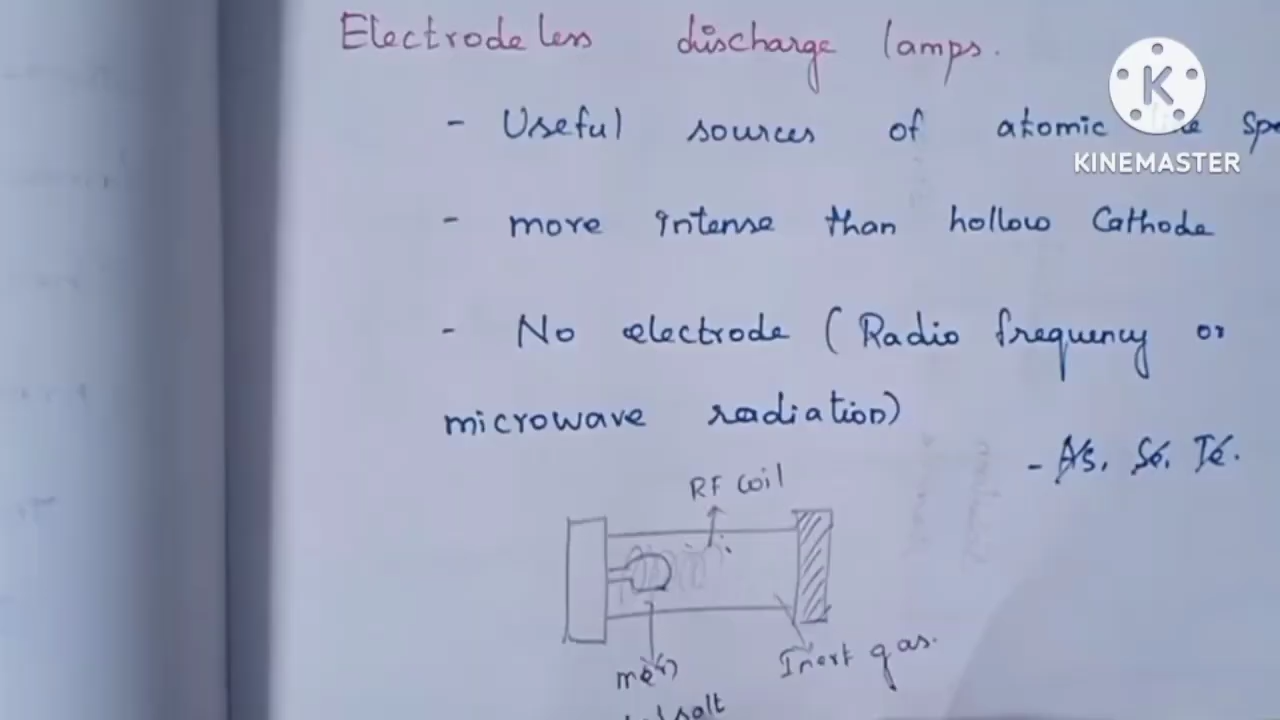 Electrodeless discharge lamps.
- Useful sources of atomic
- more intense than hollow Cathode
- No electrode (Radio frequency or
microwave radiation)
- As, Se, Te.
RF coil
Inert gas.
salt
K
KINEMASTER